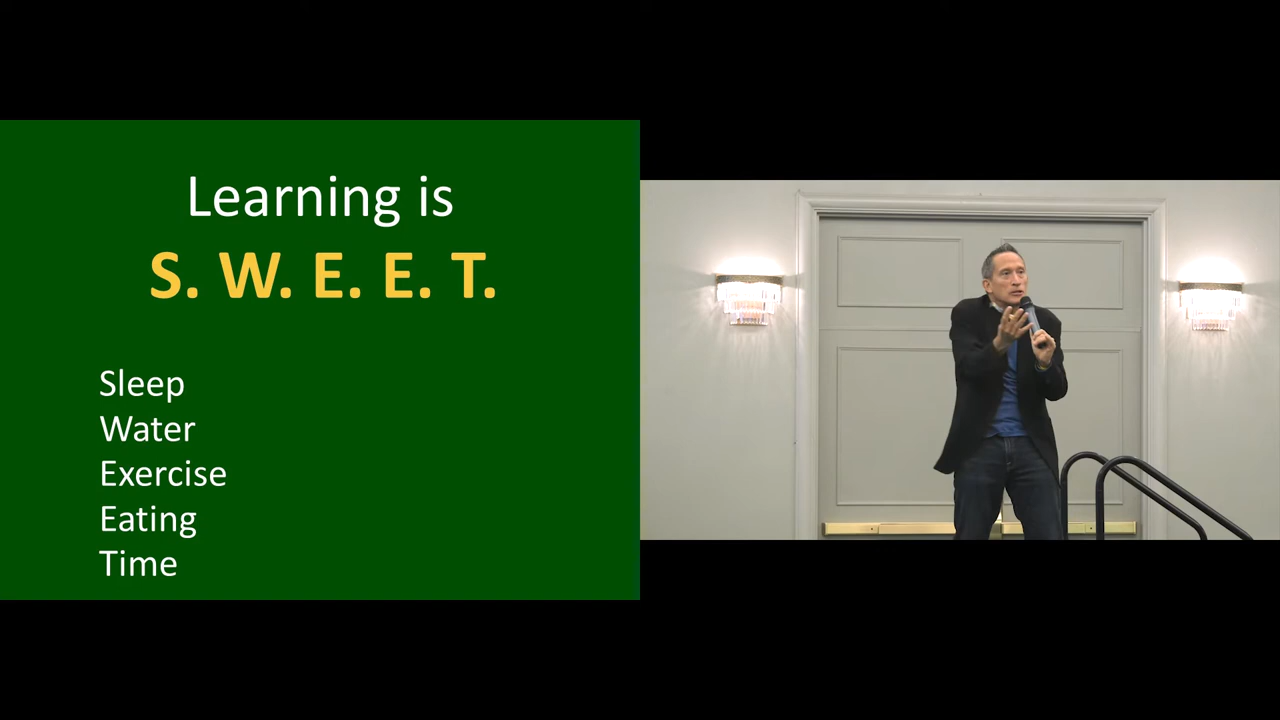 Learning is
S. W. E. E. T.
Sleep
Water
Exercise
Eating
Time